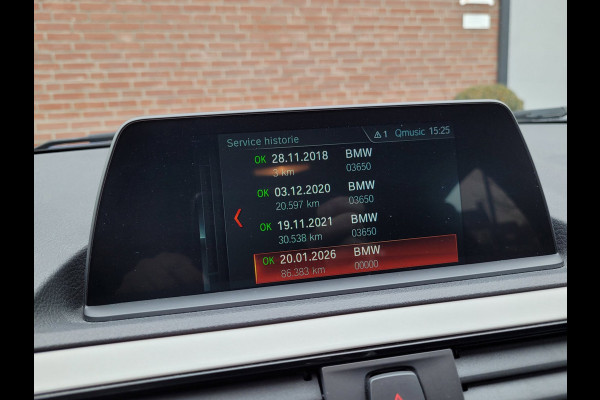 Service historie ⚠ 1 Qmusic 15:25
OK 28.11.2018 BMW
3 km 03650
OK 03.12.2020 BMW
20.597 km 03650
OK 19.11.2021 BMW
30.538 km 03650
OK 20.01.2026 BMW
86.383 km 00000